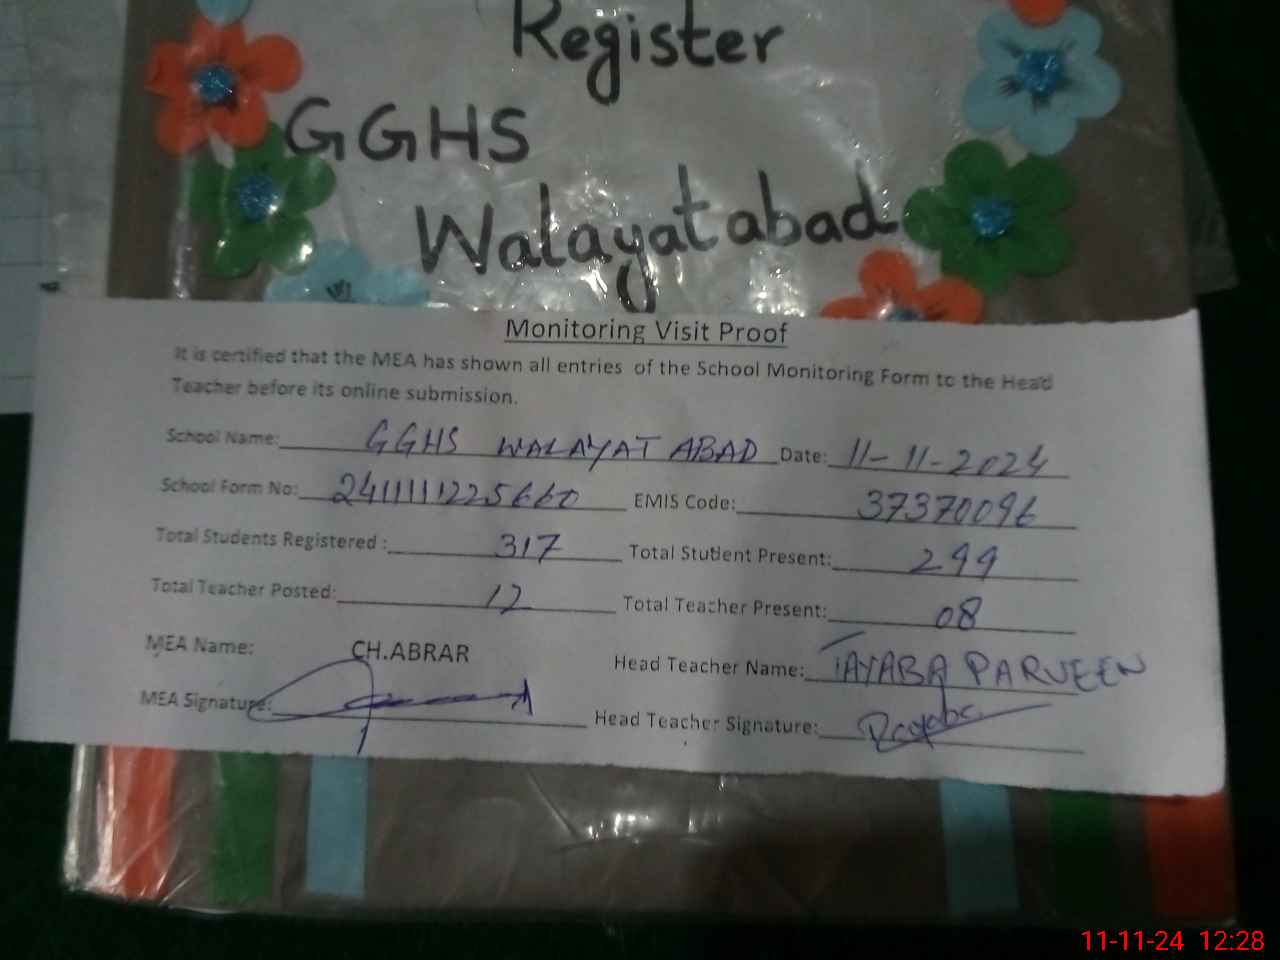 Register
GGHS
Walayatabad
Monitoring Visit Proof
It is certified that the MEA has shown all entries of the School Monitoring Form to the Head
Teacher before its online submission.
School Name: GGHS WALAYAT ABAD Date: 11-11-2024
School Form No: 241111225660 EMIS Code: 37370096
Total Students Registered : 317 Total Student Present: 299
Total Teacher Posted: 12 Total Teacher Present: 08
MEA Name: CH.ABRAR Head Teacher Name: TAYABA PARVEEN
MEA Signature: Head Teacher Signature:
11-11-24 12:28